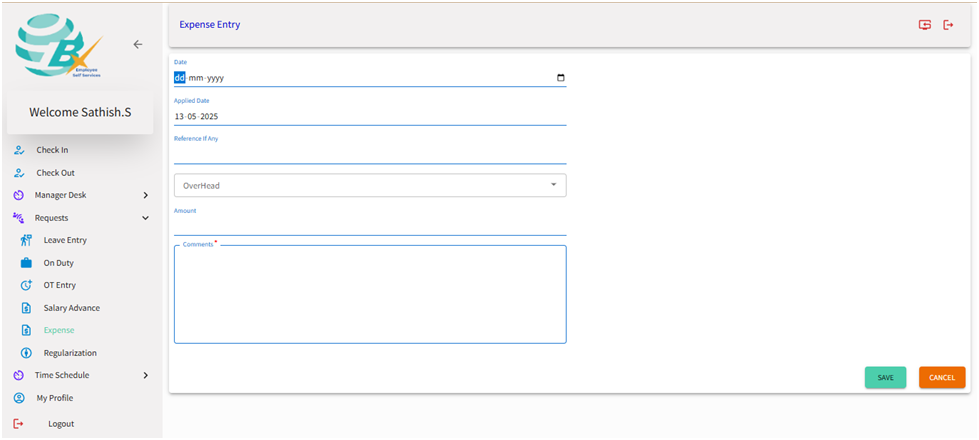 Bx
Employee
Self Services
Welcome Sathish.S
Check In
Check Out
Manager Desk
Requests
Leave Entry
On Duty
OT Entry
Salary Advance
Expense
Regularization
Time Schedule
My Profile
Logout
Expense Entry
Date
dd-mm-yyyy
Applied Date
13-05-2025
Reference If Any
OverHead
Amount
Comments *
SAVE
CANCEL